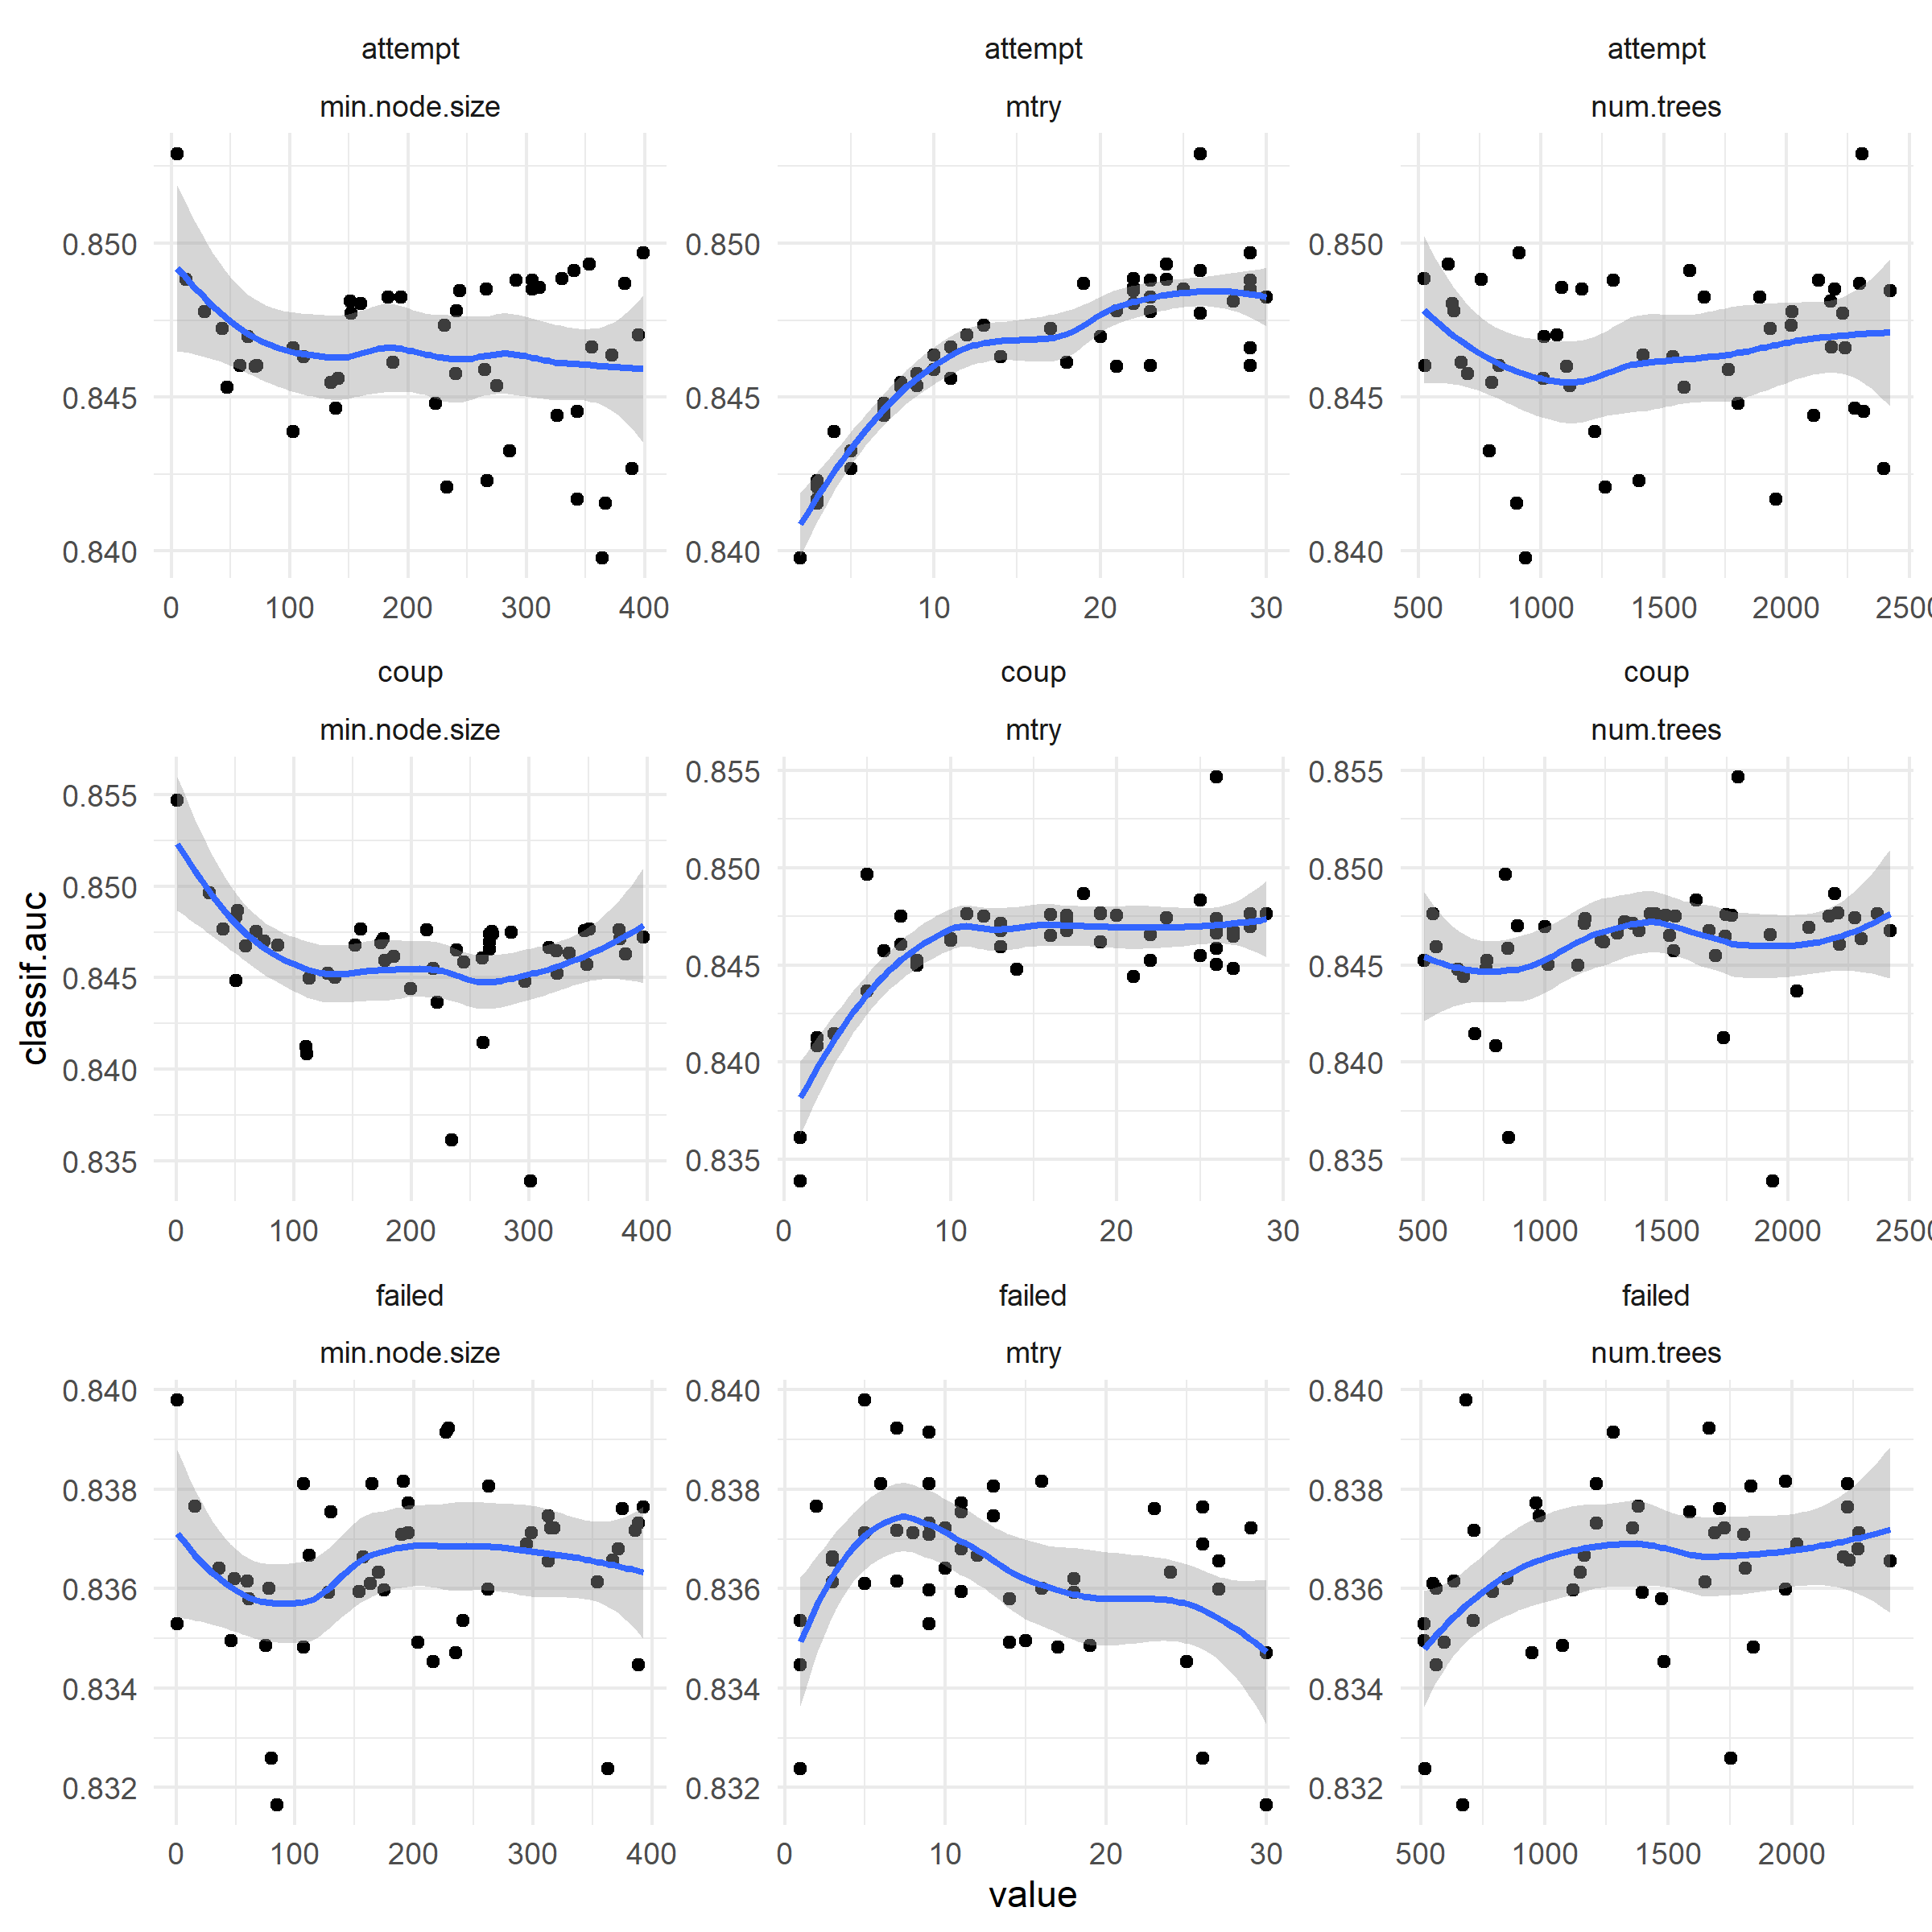 attempt attempt attempt
min.node.size mtry num.trees
0.850 0.850 0.850
0.845 0.845 0.845
0.840 0.840 0.840
0 100 200 300 400 10 20 30 500 1000 1500 2000 2500
coup coup coup
min.node.size mtry num.trees
0.855 0.855 0.855
0.850 0.850 0.850
0.845 0.845 0.845
0.840 0.840 0.840
0.835 0.835 0.835
0 100 200 300 400 0 10 20 30 500 1000 1500 2000 2500
classif.auc
failed failed failed
min.node.size mtry num.trees
0.840 0.840 0.840
0.838 0.838 0.838
0.836 0.836 0.836
0.834 0.834 0.834
0.832 0.832 0.832
0 100 200 300 400 0 10 20 30 500 1000 1500 2000
value